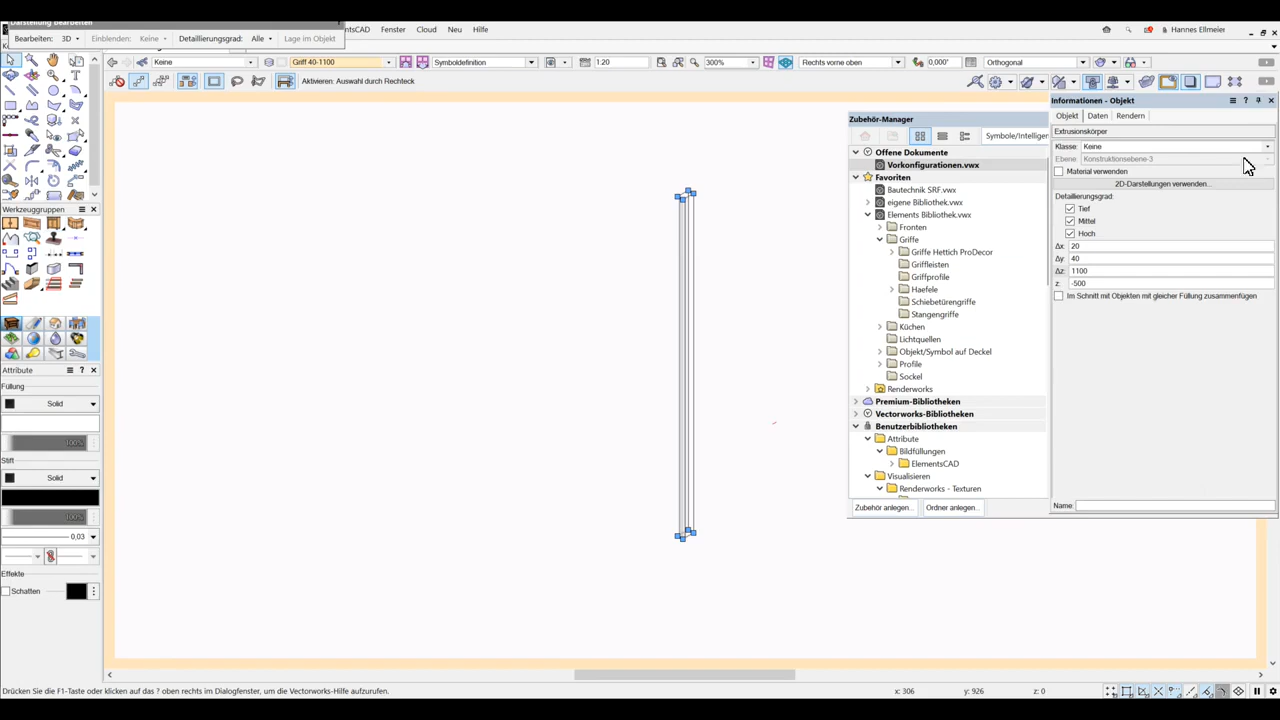 Darstellung bearbeiten
Bearbeiten: 3D Einblenden: Keine Detaillierungsgrad: Alle Lage im Objekt
ntsCAD Fenster Cloud Neu Hilfe
Hannes Ellmeier
Keine Griff 40-1100 Symboldefinition 1:20 300% Rechts vorne oben 0,000° Orthogonal
Aktivieren: Auswahl durch Rechteck
Werkzeuggruppen
Attribute
Füllung
Solid
100%
Stift
Solid
100%
0,03
Effekte
Schatten
Zubehör-Manager
Symbole/Intelligen
Offene Dokumente
Vorkonfigurationen.vwx
Favoriten
Bautechnik SRF.vwx
eigene Bibliothek.vwx
Elements Bibliothek.vwx
Fronten
Griffe
Griffe Hettich ProDecor
Griffleisten
Griffprofile
Haefele
Schiebetürengriffe
Stangengriffe
Küchen
Lichtquellen
Objekt/Symbol auf Deckel
Profile
Sockel
Renderworks
Premium-Bibliotheken
Vectorworks-Bibliotheken
Benutzerbibliotheken
Attribute
Bildfüllungen
ElementsCAD
Visualisieren
Renderworks - Texturen
Zubehör anlegen... Ordner anlegen...
Informationen - Objekt
Objekt Daten Rendern
Extrusionskörper
Klasse: Keine
Ebene: Konstruktionsebene-3
Material verwenden
2D-Darstellungen verwenden...
Detaillierungsgrad:
Tief
Mittel
Hoch
Δx: 20
Δy: 40
Δz: 1100
z: -500
Im Schnitt mit Objekten mit gleicher Füllung zusammenfügen
Name:
Drücken Sie die F1-Taste oder klicken auf das ? oben rechts im Dialogfenster, um die Vectorworks-Hilfe aufzurufen.
x: 306 y: 926 z: 0